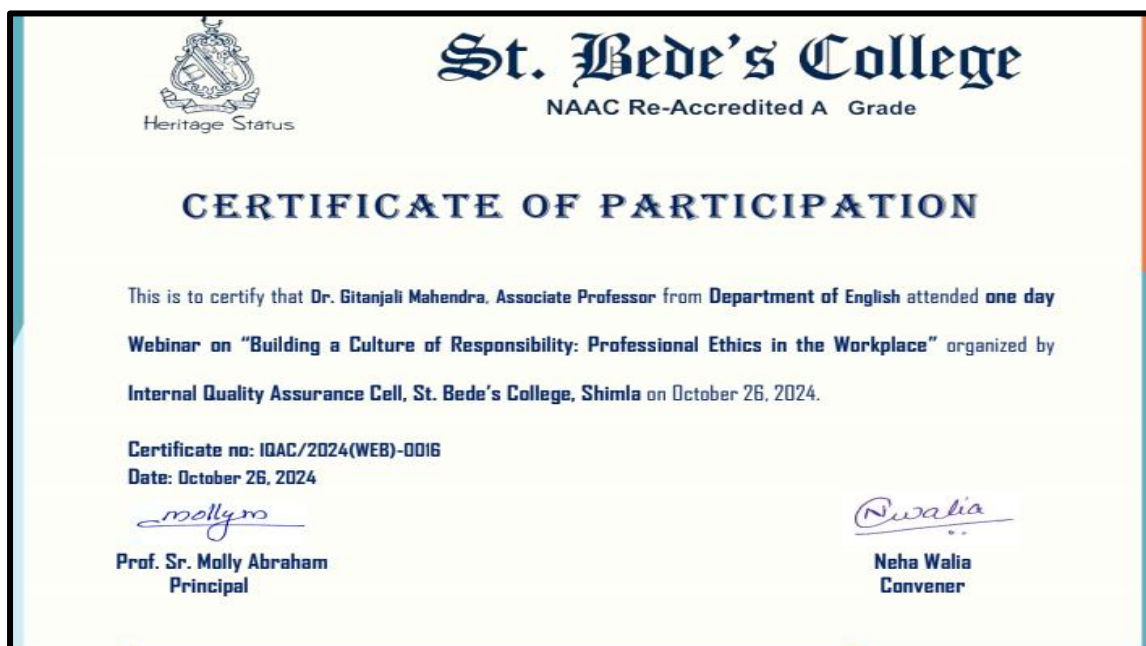 St. Bede's College
NAAC Re-Accredited A Grade
Heritage Status
CERTIFICATE OF PARTICIPATION
This is to certify that Dr. Gitanjali Mahendra, Associate Professor from Department of English attended one day
Webinar on “Building a Culture of Responsibility: Professional Ethics in the Workplace” organized by
Internal Quality Assurance Cell, St. Bede’s College, Shimla on October 26, 2024.
Certificate no: IQAC/2024(WEB)-0016
Date: October 26, 2024
mollym
Nwalia
Prof. Sr. Molly Abraham
Neha Walia
Principal
Convener